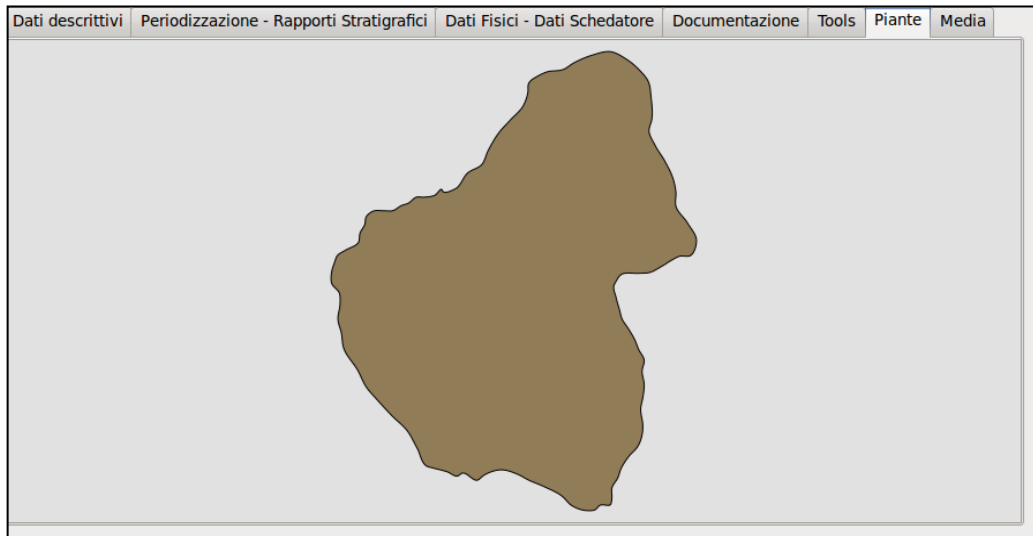 Dati descrittivi Periodizzazione - Rapporti Stratigrafici Dati Fisici - Dati Schedatore Documentazione Tools Piante Media